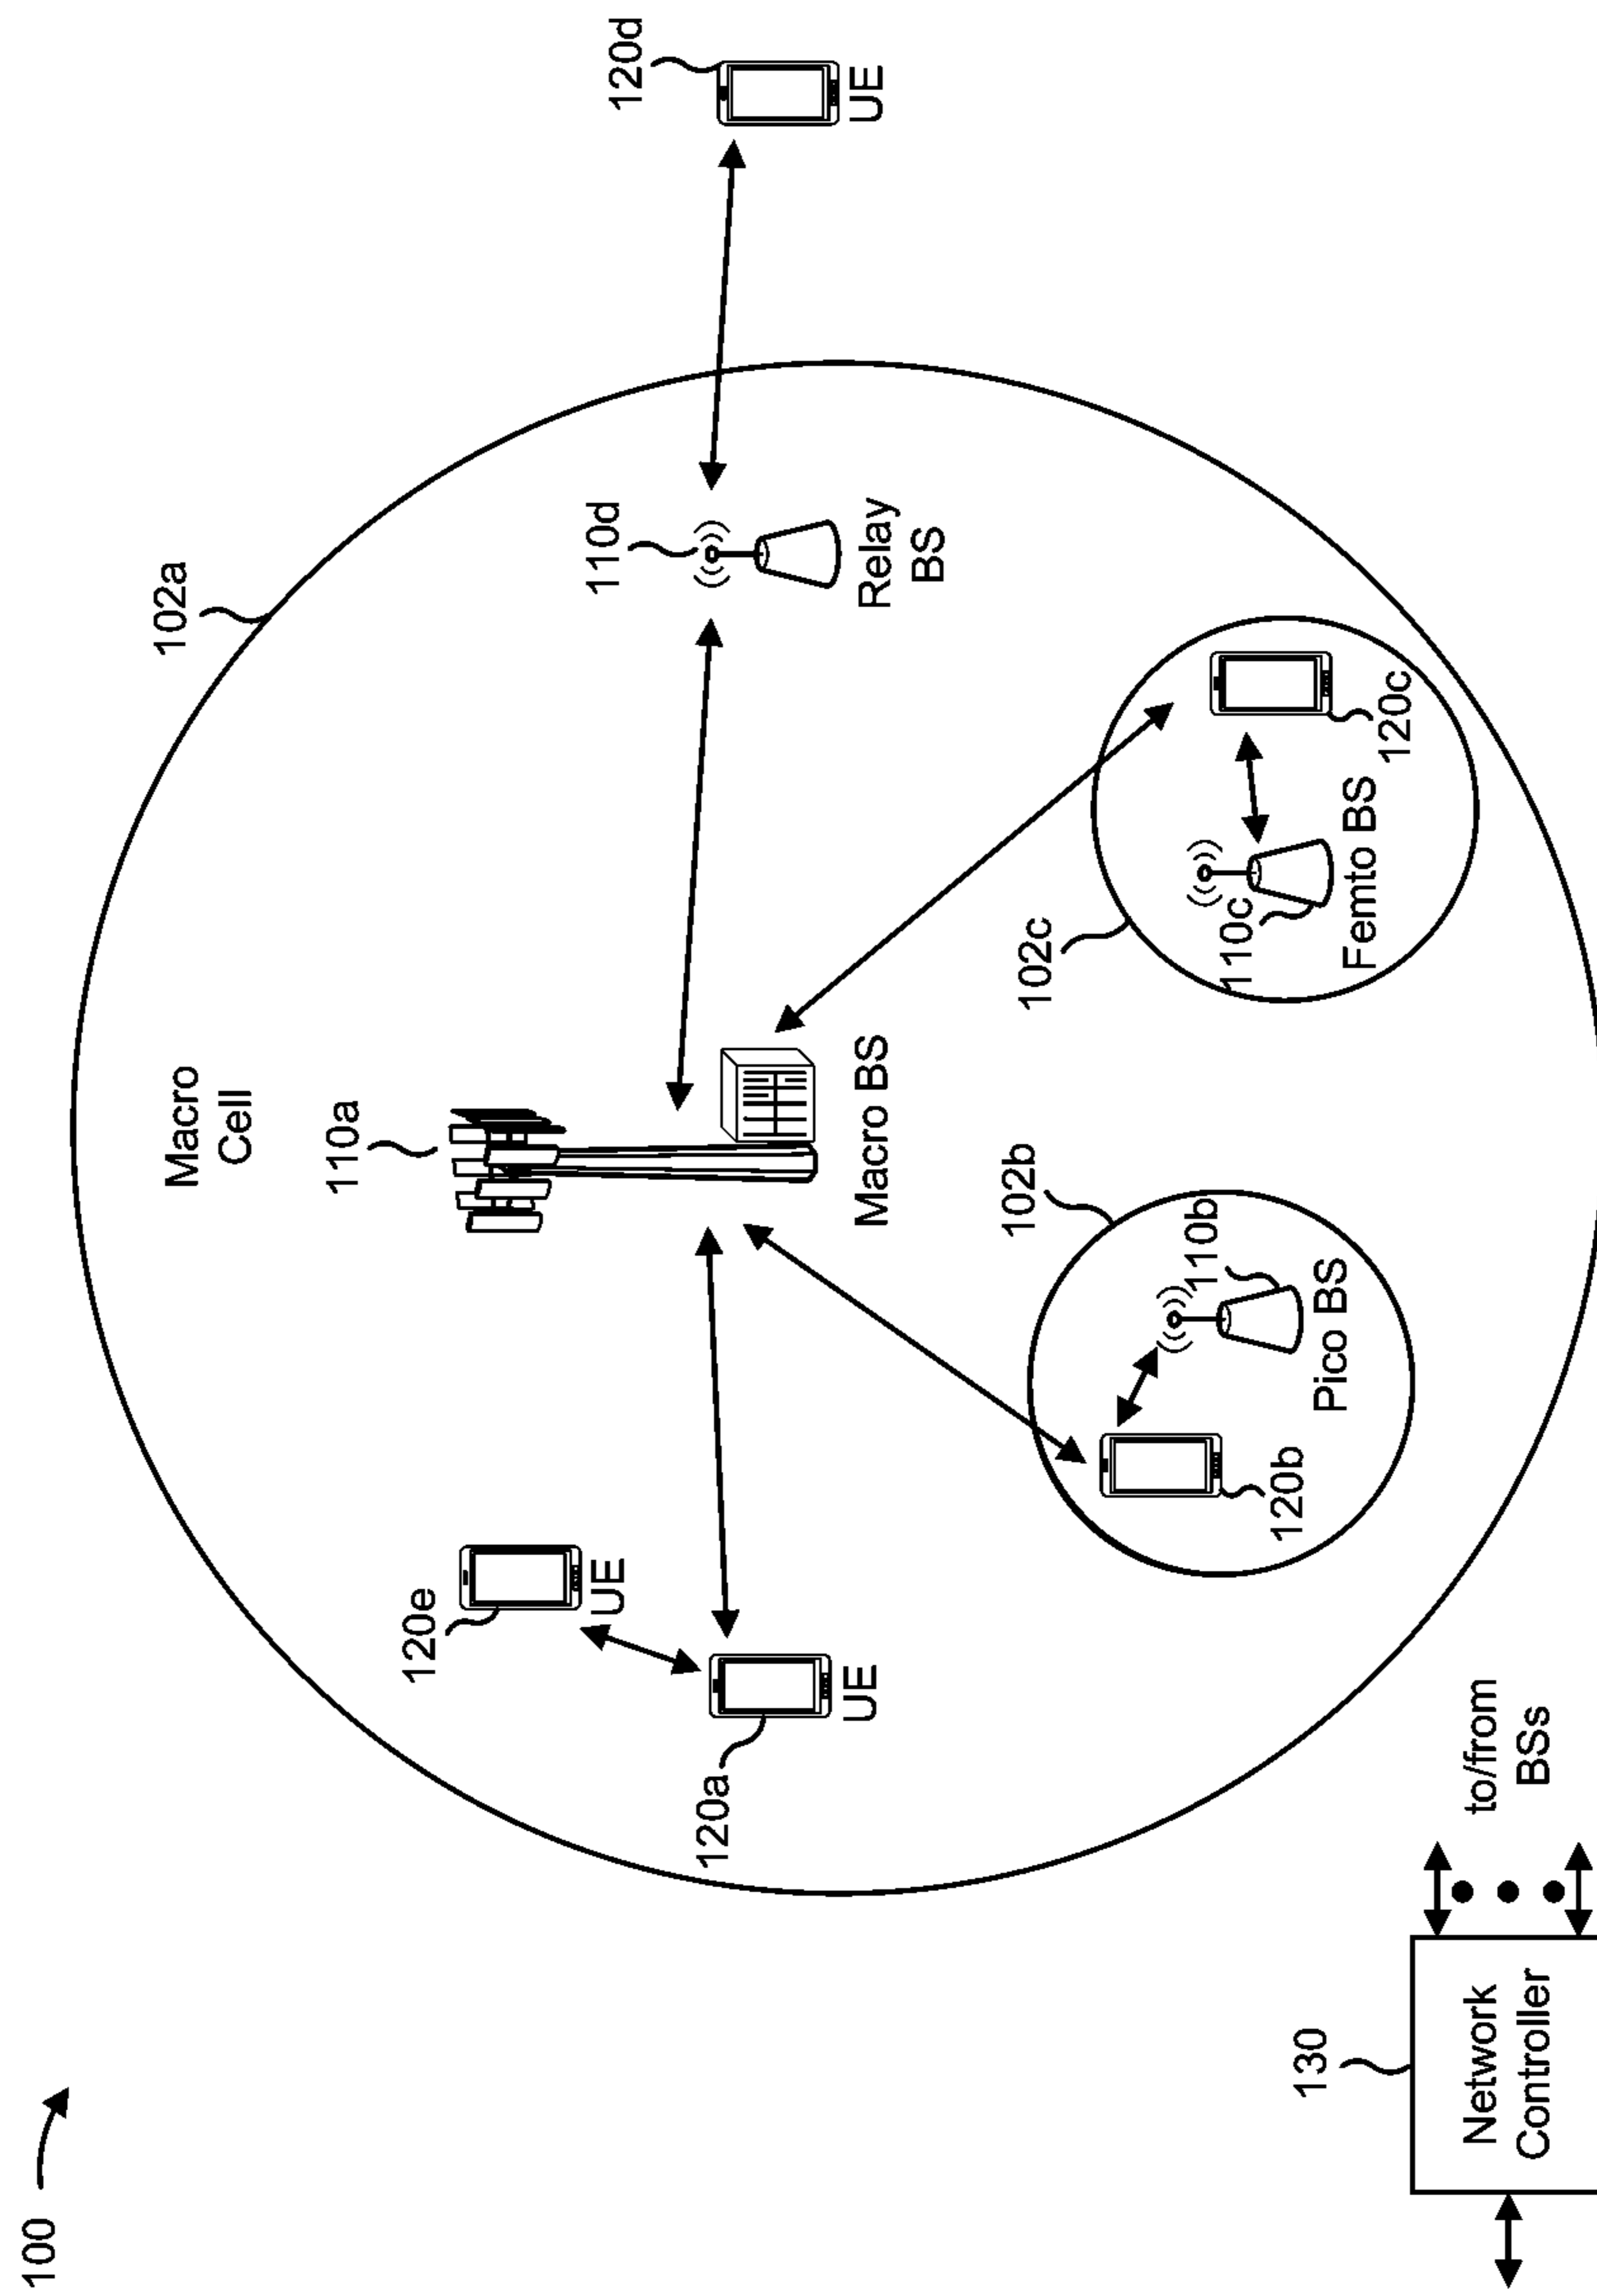 100
102a
Macro
Cell
110a
120d
UE
110d
Relay
BS
120e
UE
120a
UE
Macro BS
102b
110b
Pico BS
120b
102c
110c
Femto BS
120c
130
Network
Controller
to/from
BSs